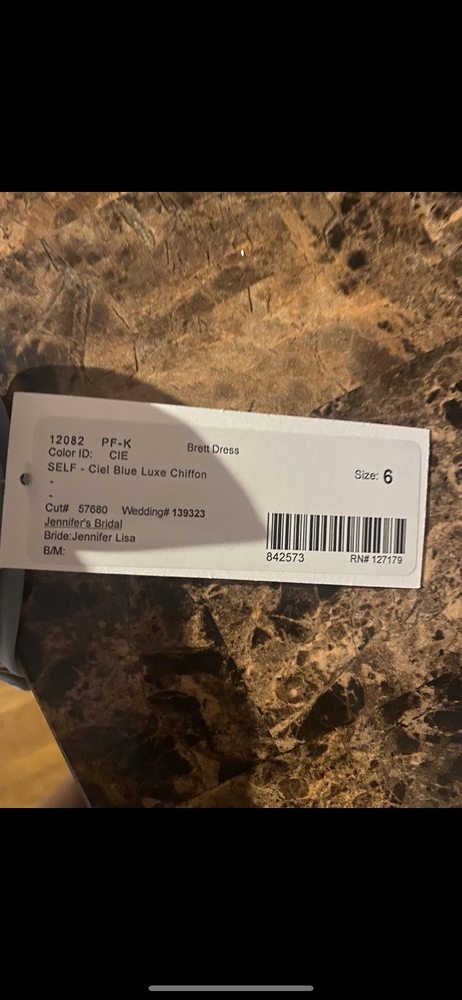 12082 PF-K
Brett Dress
Color ID: CIE
SELF - Ciel Blue Luxe Chiffon
Size: 6
-
-
Cut# 57680 Wedding# 139323
Jennifer's Bridal
Bride:Jennifer Lisa
B/M:
842573 RN# 127179